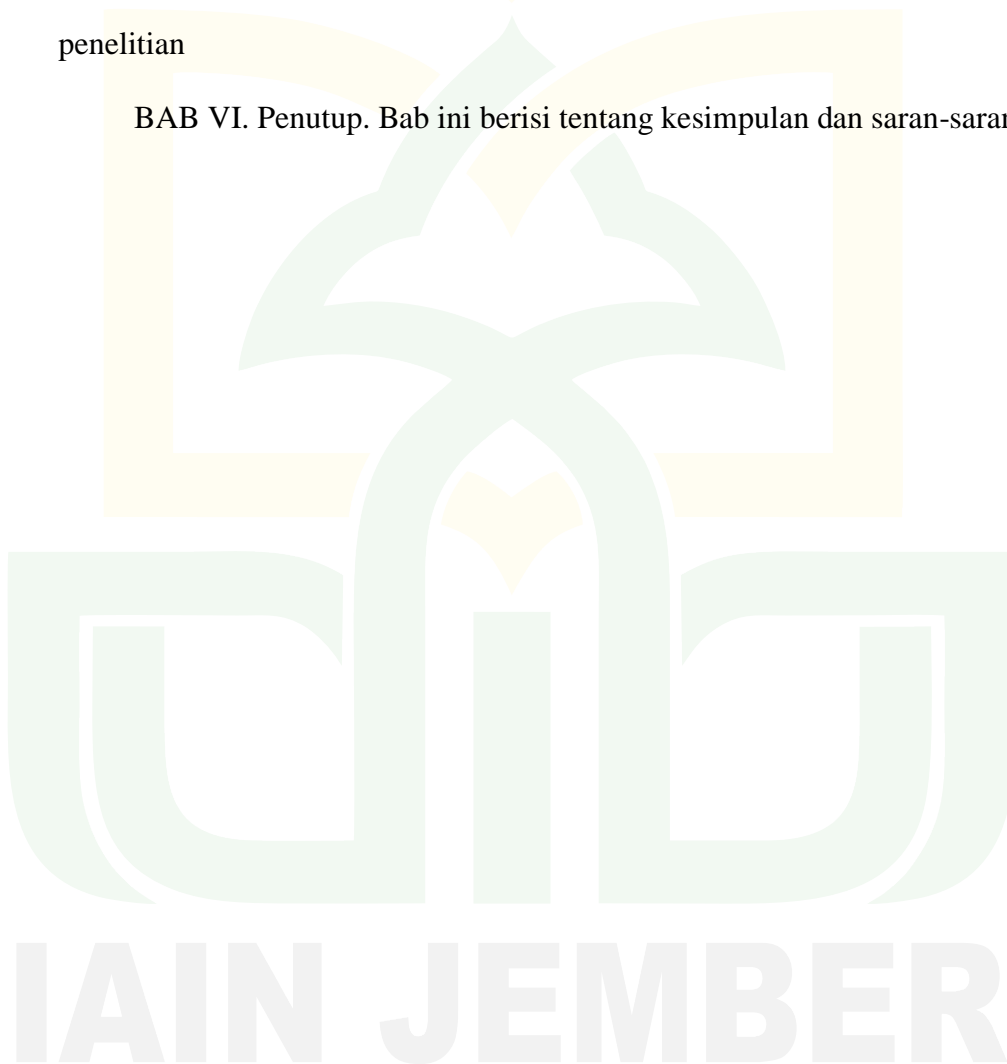 penelitian
BAB VI. Penutup. Bab ini berisi tentang kesimpulan dan saran-saran
IAIN JEMBER